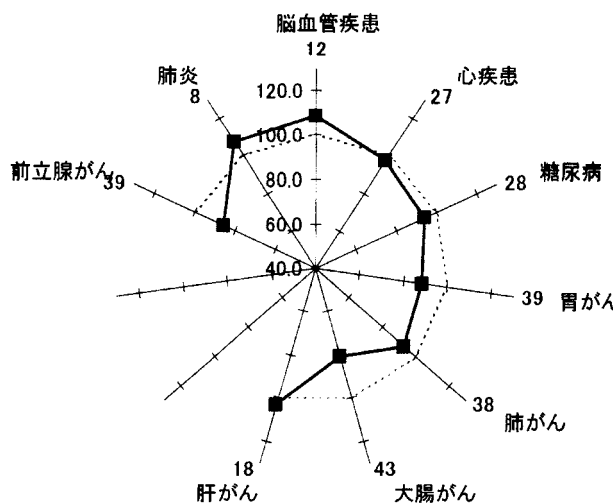 脳血管疾患
12
肺炎
8
心疾患
27
120.0
100.0
80.0
60.0
40.0
前立腺がん
39
28
糖尿病
39
胃がん
38
肺がん
43
大腸がん
18
肝がん